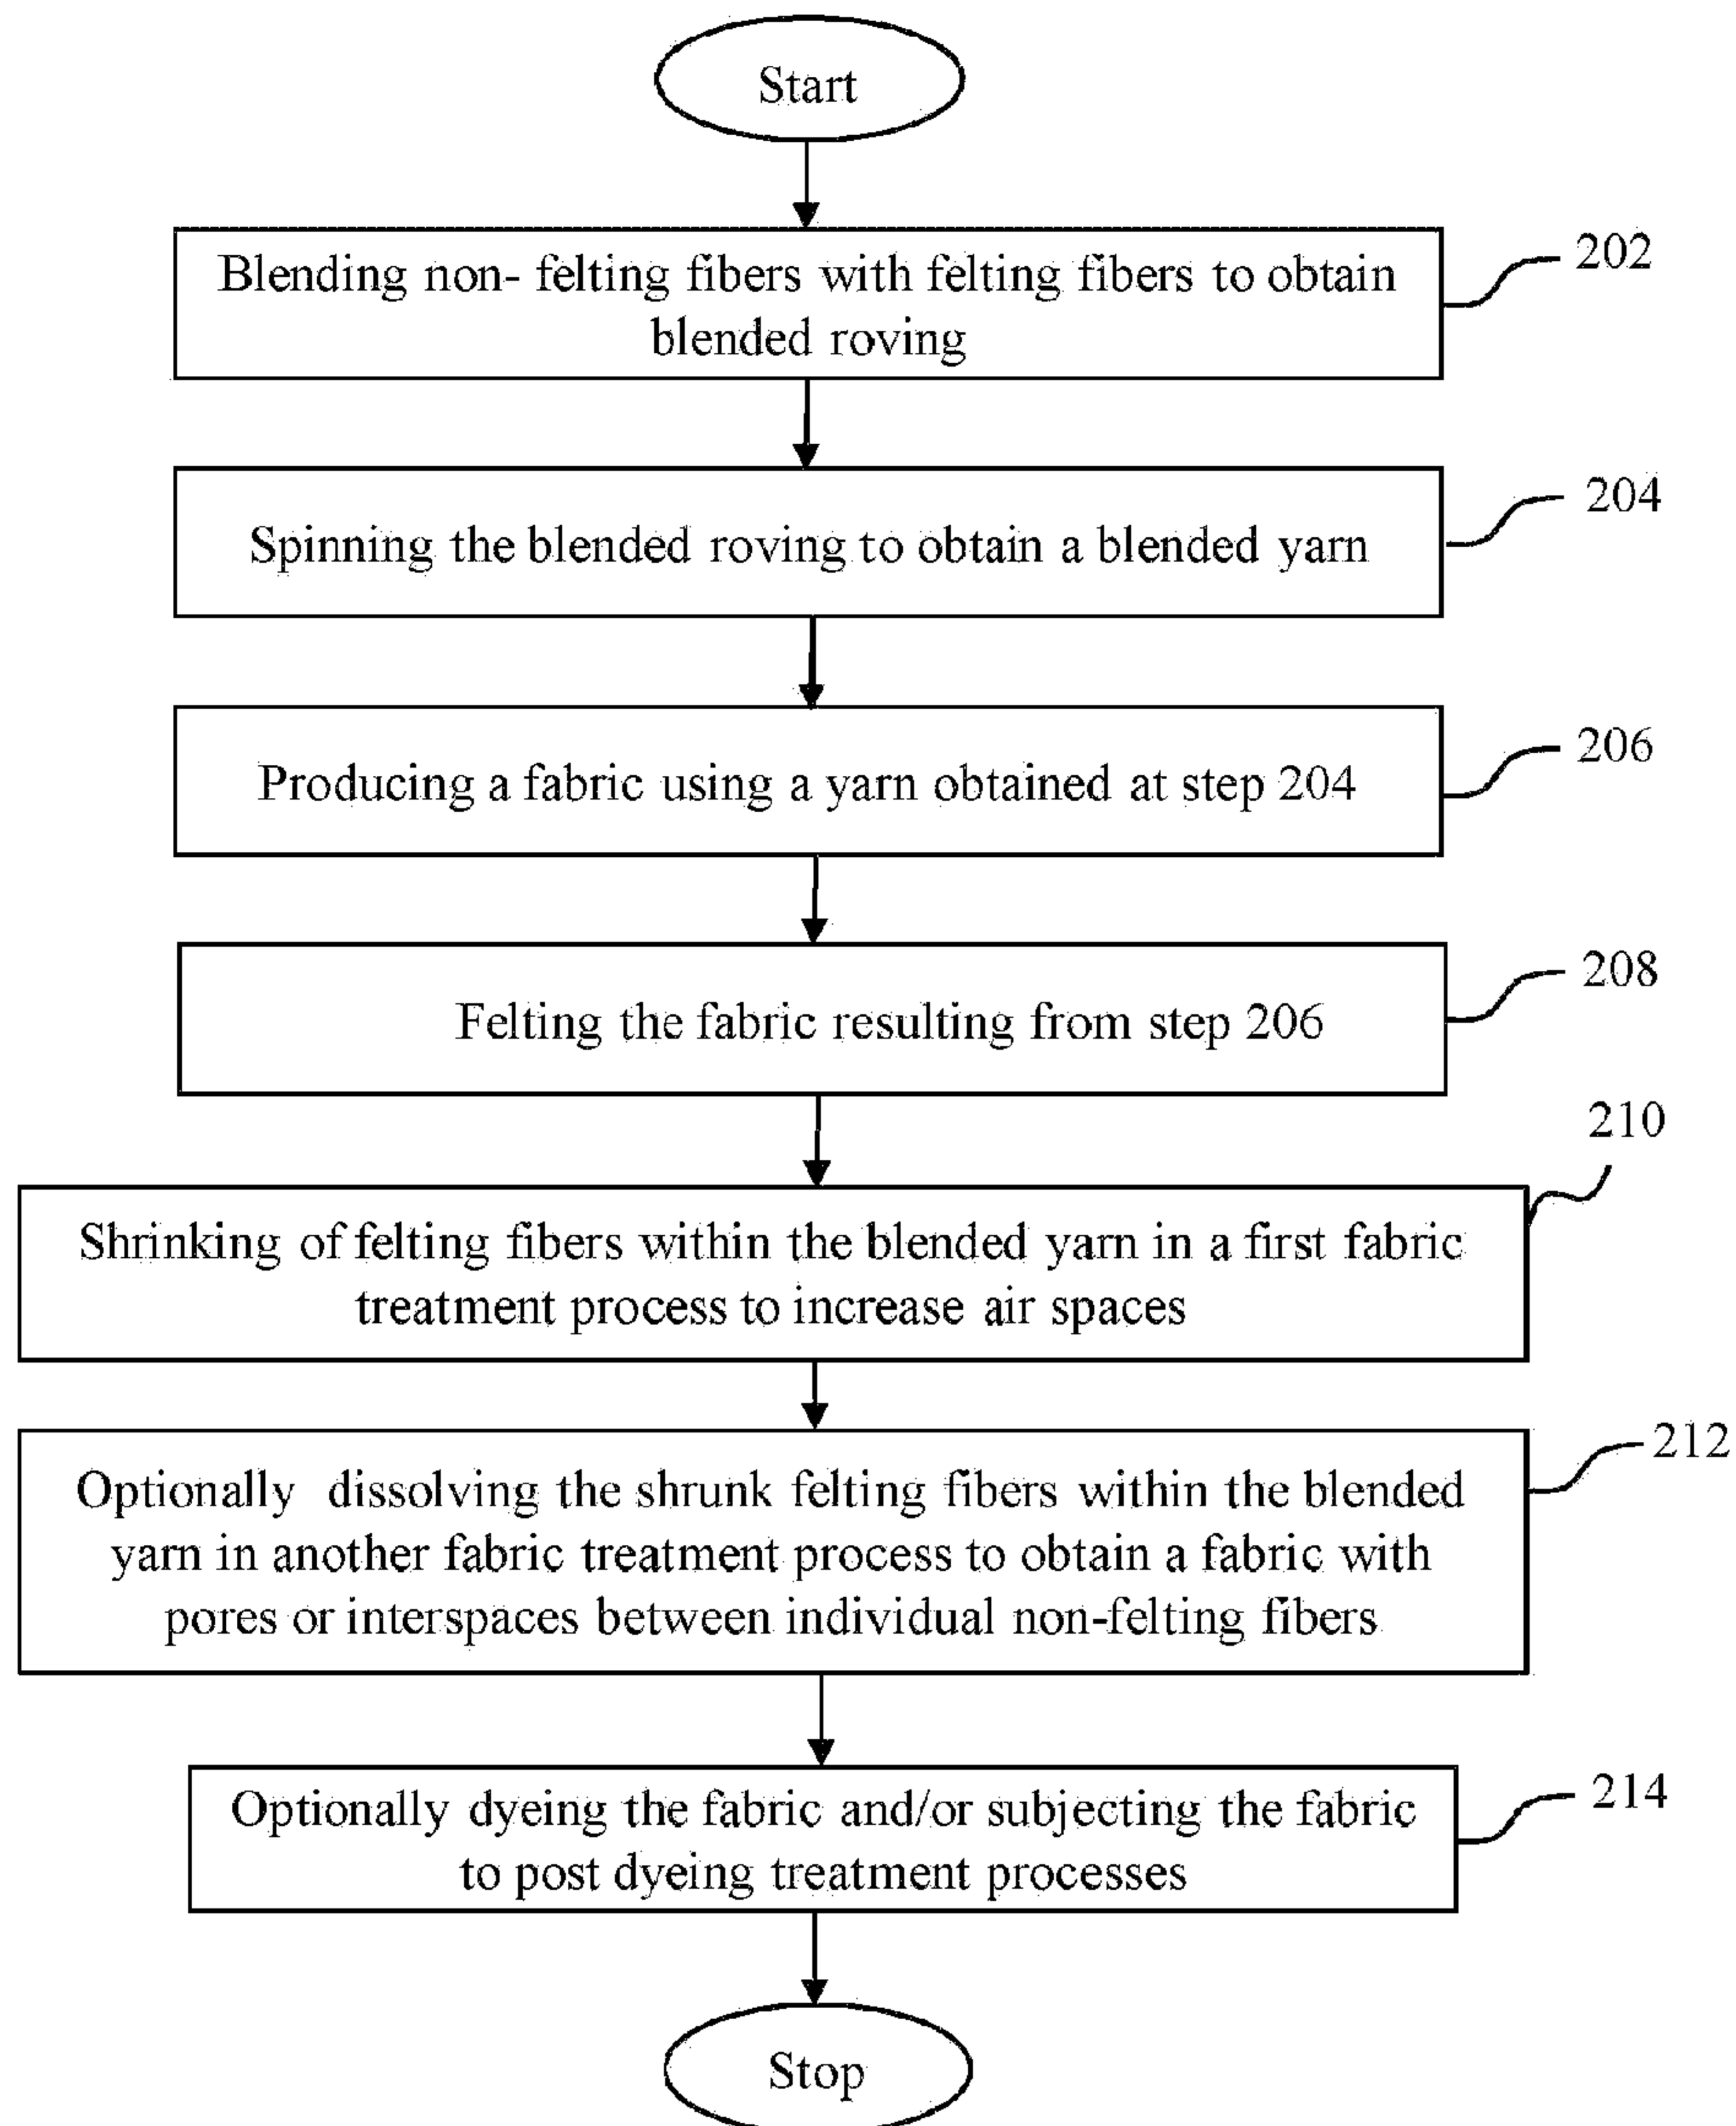 Start
Blending non- felting fibers with felting fibers to obtain
blended roving
202
Spinning the blended roving to obtain a blended yarn
204
Producing a fabric using a yarn obtained at step 204
206
Felting the fabric resulting from step 206
208
210
Shrinking of felting fibers within the blended yarn in a first fabric
treatment process to increase air spaces
212
Optionally dissolving the shrunk felting fibers within the blended
yarn in another fabric treatment process to obtain a fabric with
pores or interspaces between individual non-felting fibers
214
Optionally dyeing the fabric and/or subjecting the fabric
to post dyeing treatment processes
Stop